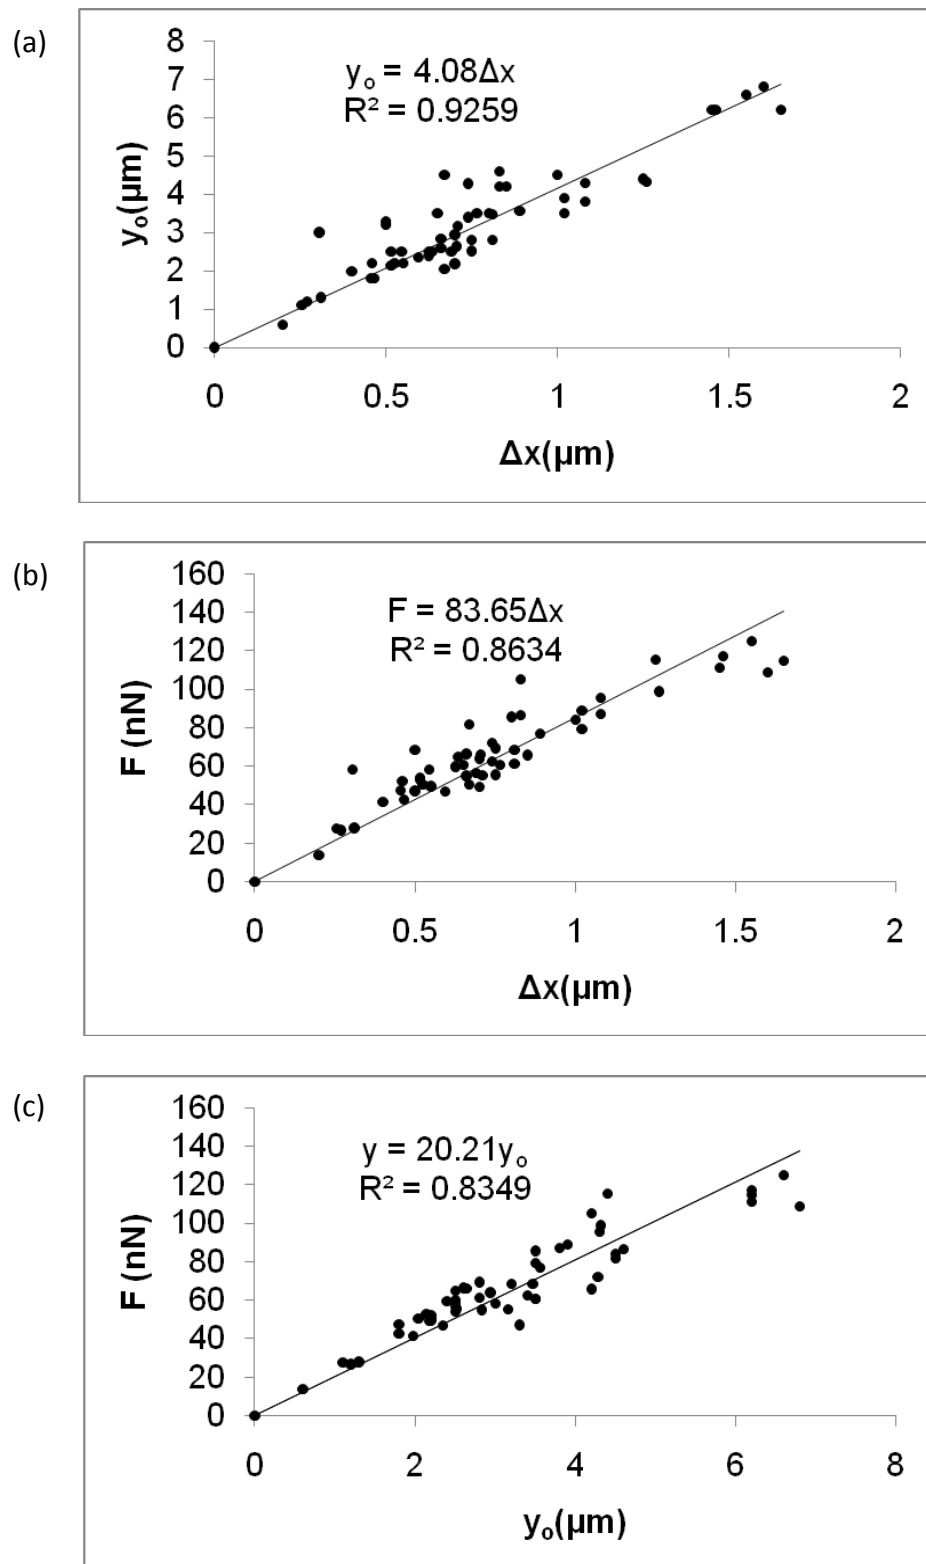 (a)
8
7
6
5
4
3
2
1
0
yₒ(µm)
yₒ = 4.08Δx
R² = 0.9259
0 0.5 1 1.5 2
Δx(µm)
(b)
160
140
120
100
80
60
40
20
0
F (nN)
F = 83.65Δx
R² = 0.8634
0 0.5 1 1.5 2
Δx(µm)
(c)
160
140
120
100
80
60
40
20
0
F (nN)
y = 20.21yₒ
R² = 0.8349
0 2 4 6 8
yₒ(µm)